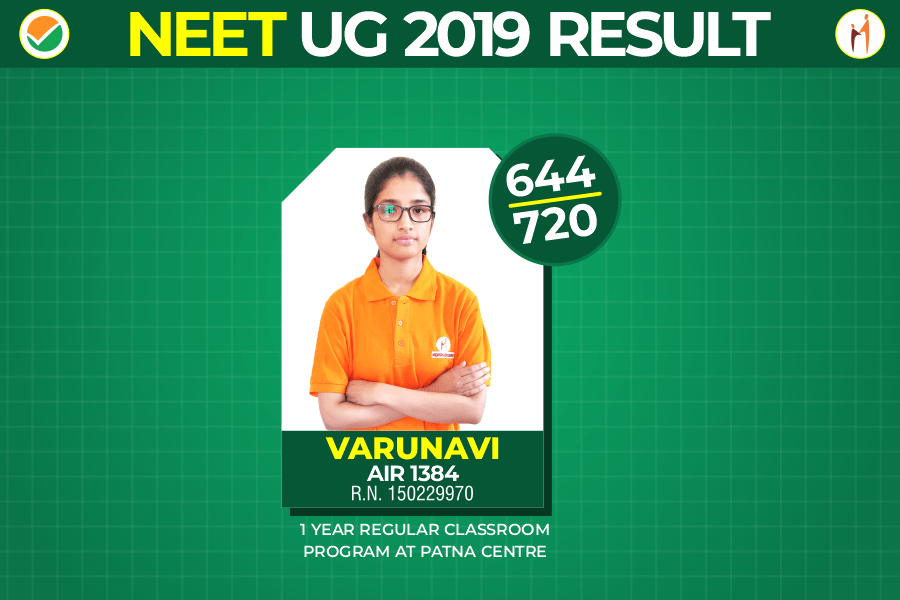 NEET UG 2019 RESULT
644
720
VARUNAVI
AIR 1384
R.N. 150229970
1 YEAR REGULAR CLASSROOM
PROGRAM AT PATNA CENTRE